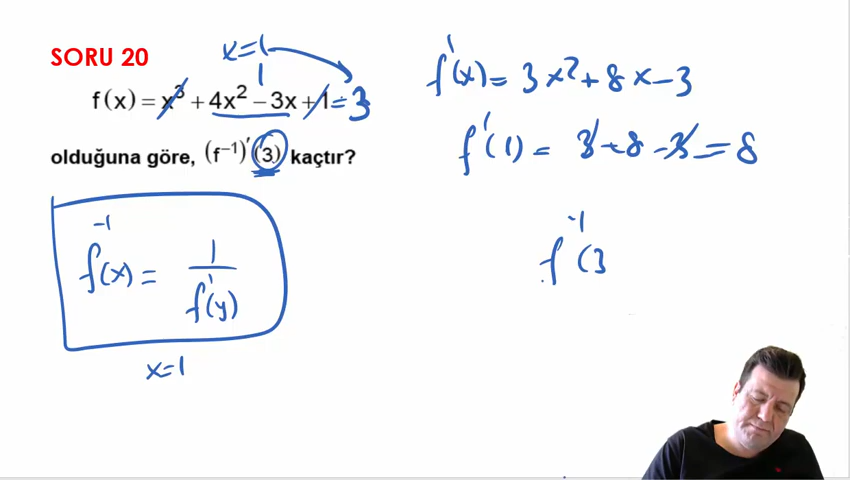 SORU 20
x=1
1
f(x) = x³ + 4x² − 3x + 1 = 3
olduğuna göre, (f⁻¹)′(3) kaçtır?
f⁻¹(x) = 1/f′(y)
x=1
f′(x) = 3x² + 8x − 3
f′(1) = 3 + 8 − 3 = 8
f⁻¹(3